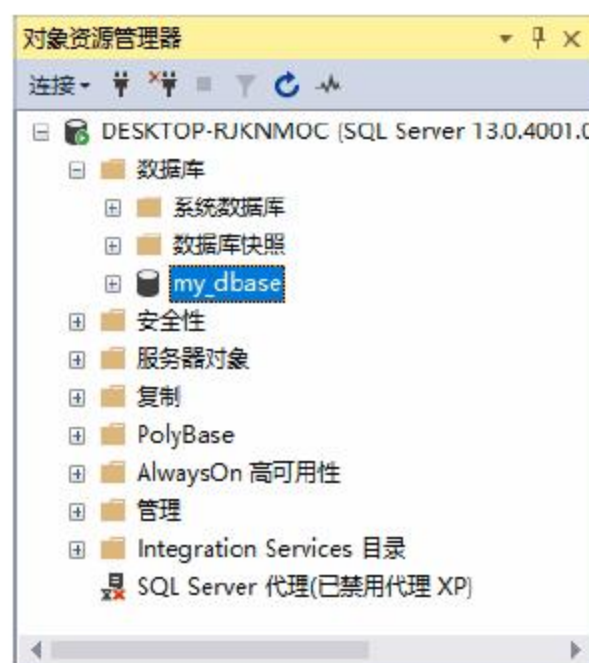 对象资源管理器
连接
DESKTOP-RJKNMOC (SQL Server 13.0.4001.0
数据库
系统数据库
数据库快照
my_dbase
安全性
服务器对象
复制
PolyBase
AlwaysOn 高可用性
管理
Integration Services 目录
SQL Server 代理(已禁用代理 XP)